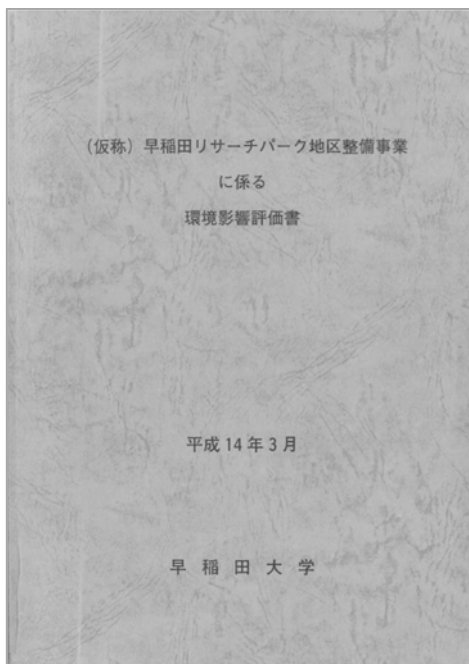 (仮称)早稲田リサーチパーク地区整備事業
に係る
環境影響評価書
平成14年3月
早稲田大学